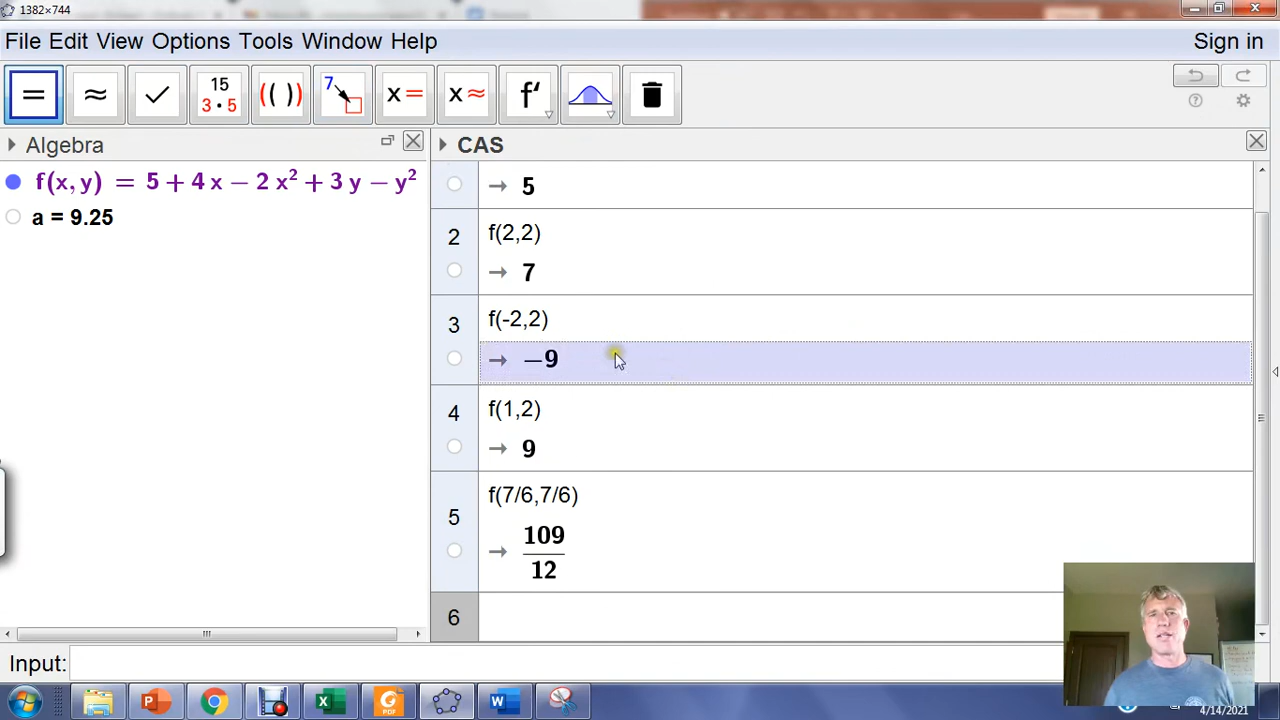 1382×744
File Edit View Options Tools Window Help
Sign in
= ≈ ✓ 15 3·5 (( )) 7 x= x≈ f'
Algebra
CAS
f(x, y) = 5 + 4 x − 2 x² + 3 y − y²
a = 9.25
→ 5
2 f(2,2)
→ 7
3 f(-2,2)
→ −9
4 f(1,2)
→ 9
5 f(7/6,7/6)
→ 109/12
6
Input:
PDF
4/14/2021